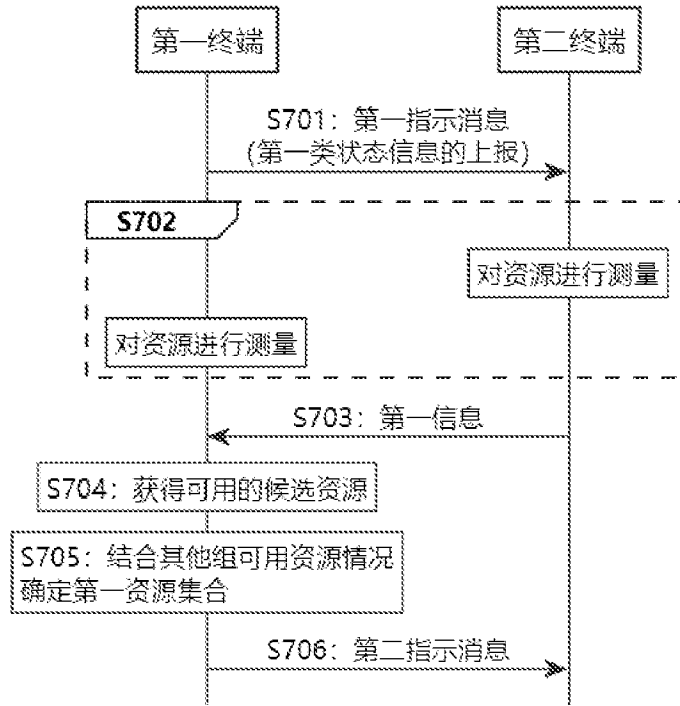 第一终端
第二终端
S701：第一指示消息
(第一类状态信息的上报)
S702
对资源进行测量
对资源进行测量
S703：第一信息
S704：获得可用的候选资源
S705：结合其他组可用资源情况
确定第一资源集合
S706：第二指示消息